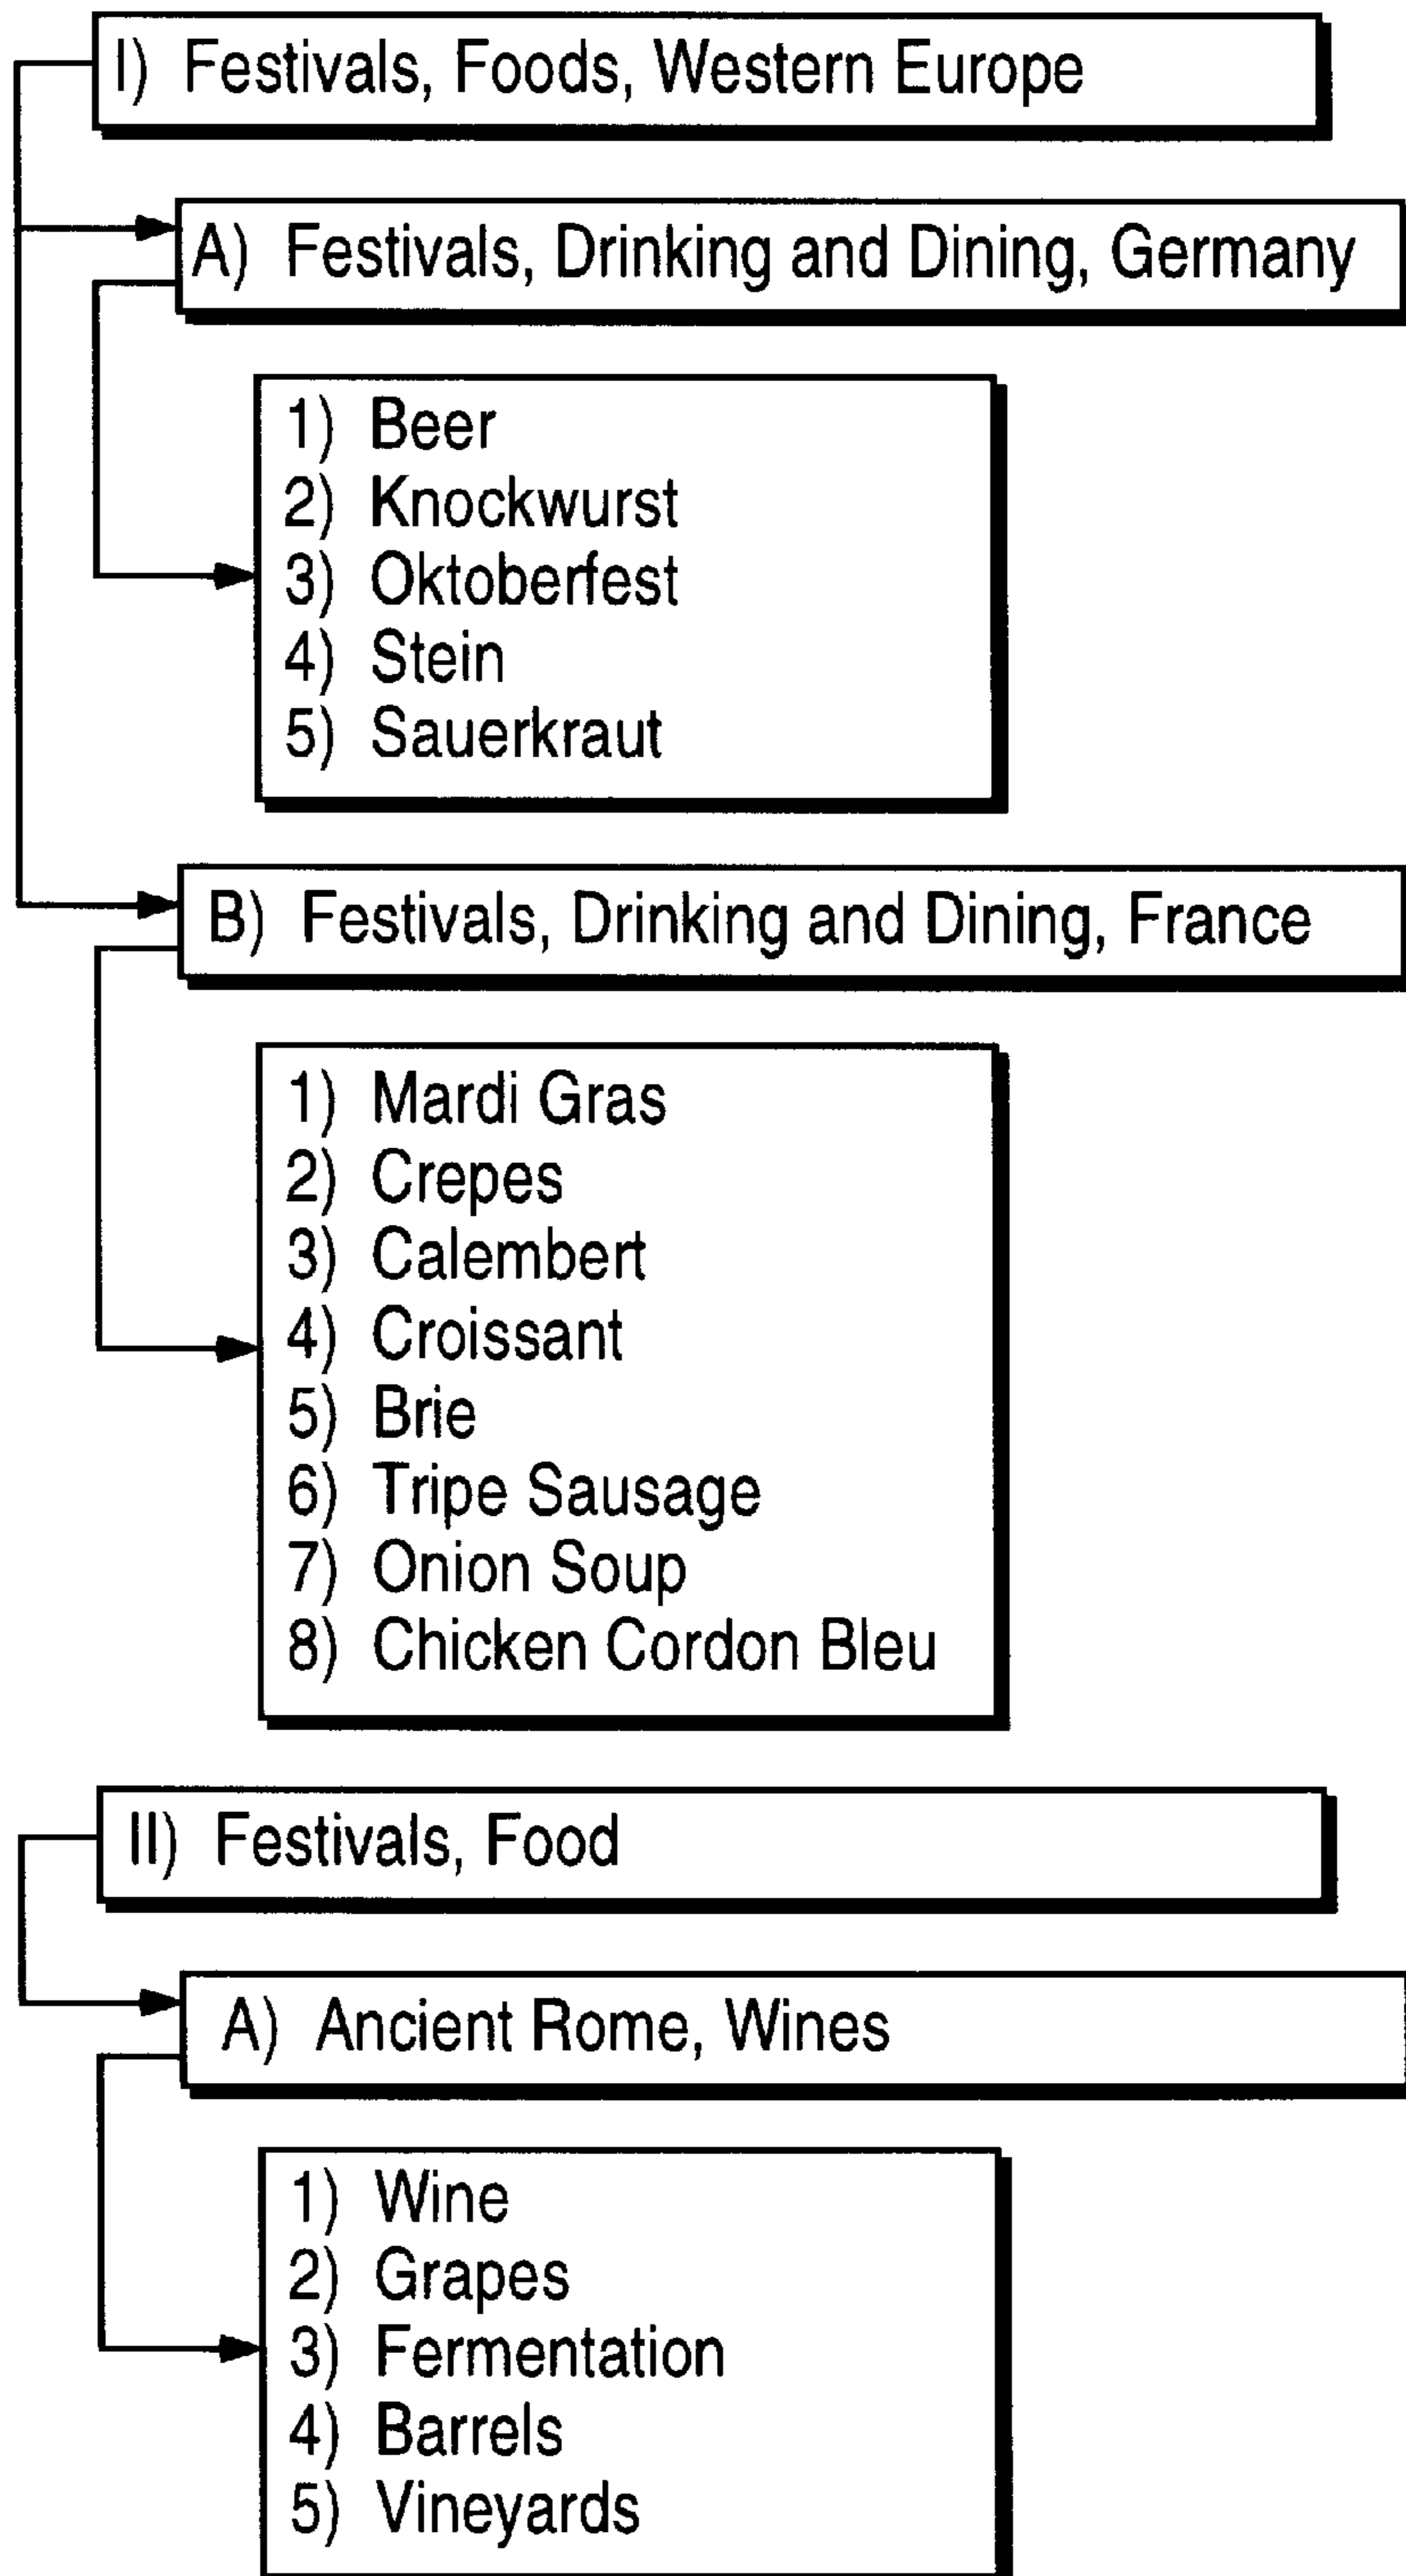 I) Festivals, Foods, Western Europe
A) Festivals, Drinking and Dining, Germany
1) Beer
2) Knockwurst
3) Oktoberfest
4) Stein
5) Sauerkraut
B) Festivals, Drinking and Dining, France
1) Mardi Gras
2) Crepes
3) Calembert
4) Croissant
5) Brie
6) Tripe Sausage
7) Onion Soup
8) Chicken Cordon Bleu
II) Festivals, Food
A) Ancient Rome, Wines
1) Wine
2) Grapes
3) Fermentation
4) Barrels
5) Vineyards